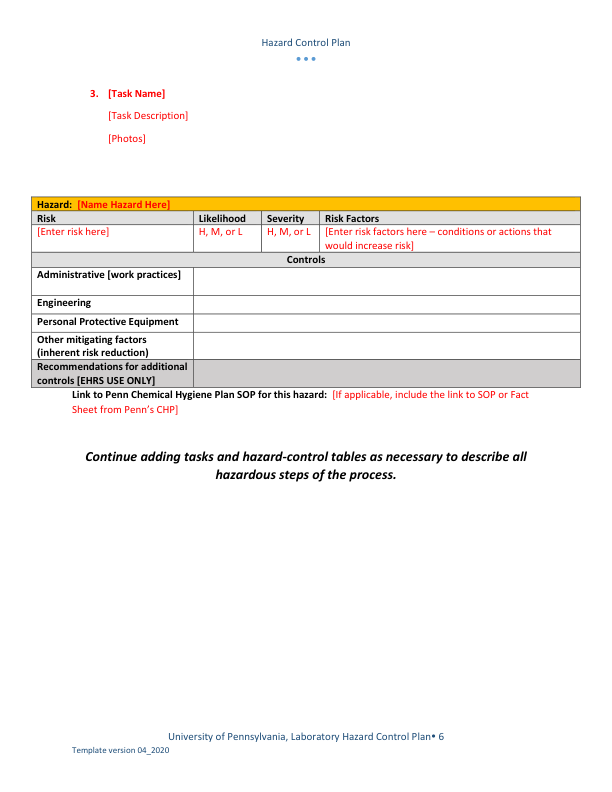 Hazard Control Plan
● ● ●
3. [Task Name]
[Task Description]
[Photos]
Hazard: [Name Hazard Here]
Risk Likelihood Severity Risk Factors
[Enter risk here] H, M, or L H, M, or L [Enter risk factors here – conditions or actions that
would increase risk]
Controls
Administrative [work practices]
Engineering
Personal Protective Equipment
Other mitigating factors
(inherent risk reduction)
Recommendations for additional
controls [EHRS USE ONLY]
Link to Penn Chemical Hygiene Plan SOP for this hazard: [If applicable, include the link to SOP or Fact
Sheet from Penn’s CHP]
Continue adding tasks and hazard-control tables as necessary to describe all
hazardous steps of the process.
University of Pennsylvania, Laboratory Hazard Control Plan● 6
Template version 04_2020